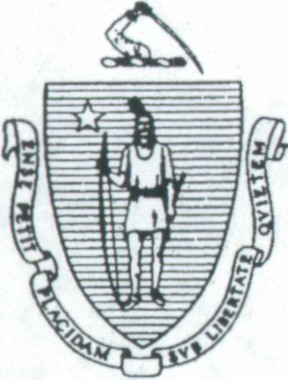 ENSE PETIT
PLACIDAM
SVB LIBERTATE
QVIETEM